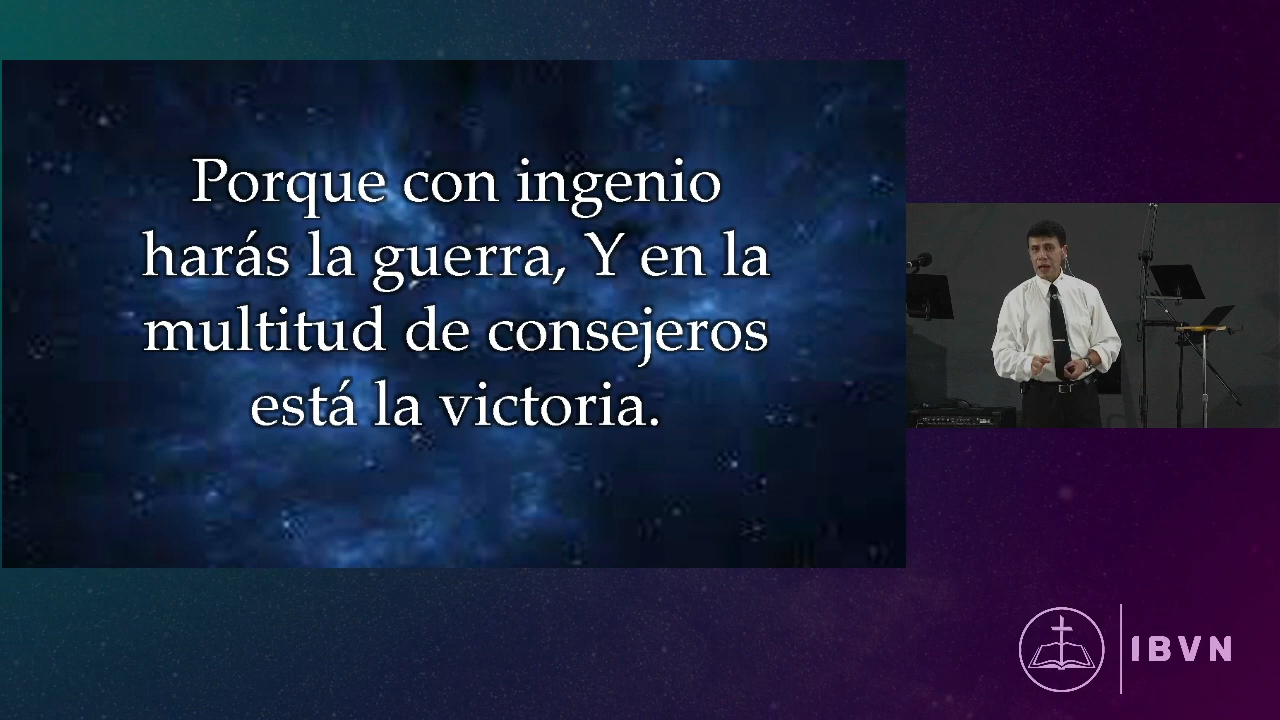 Porque con ingenio
harás la guerra, Y en la
multitud de consejeros
está la victoria.
IBVN